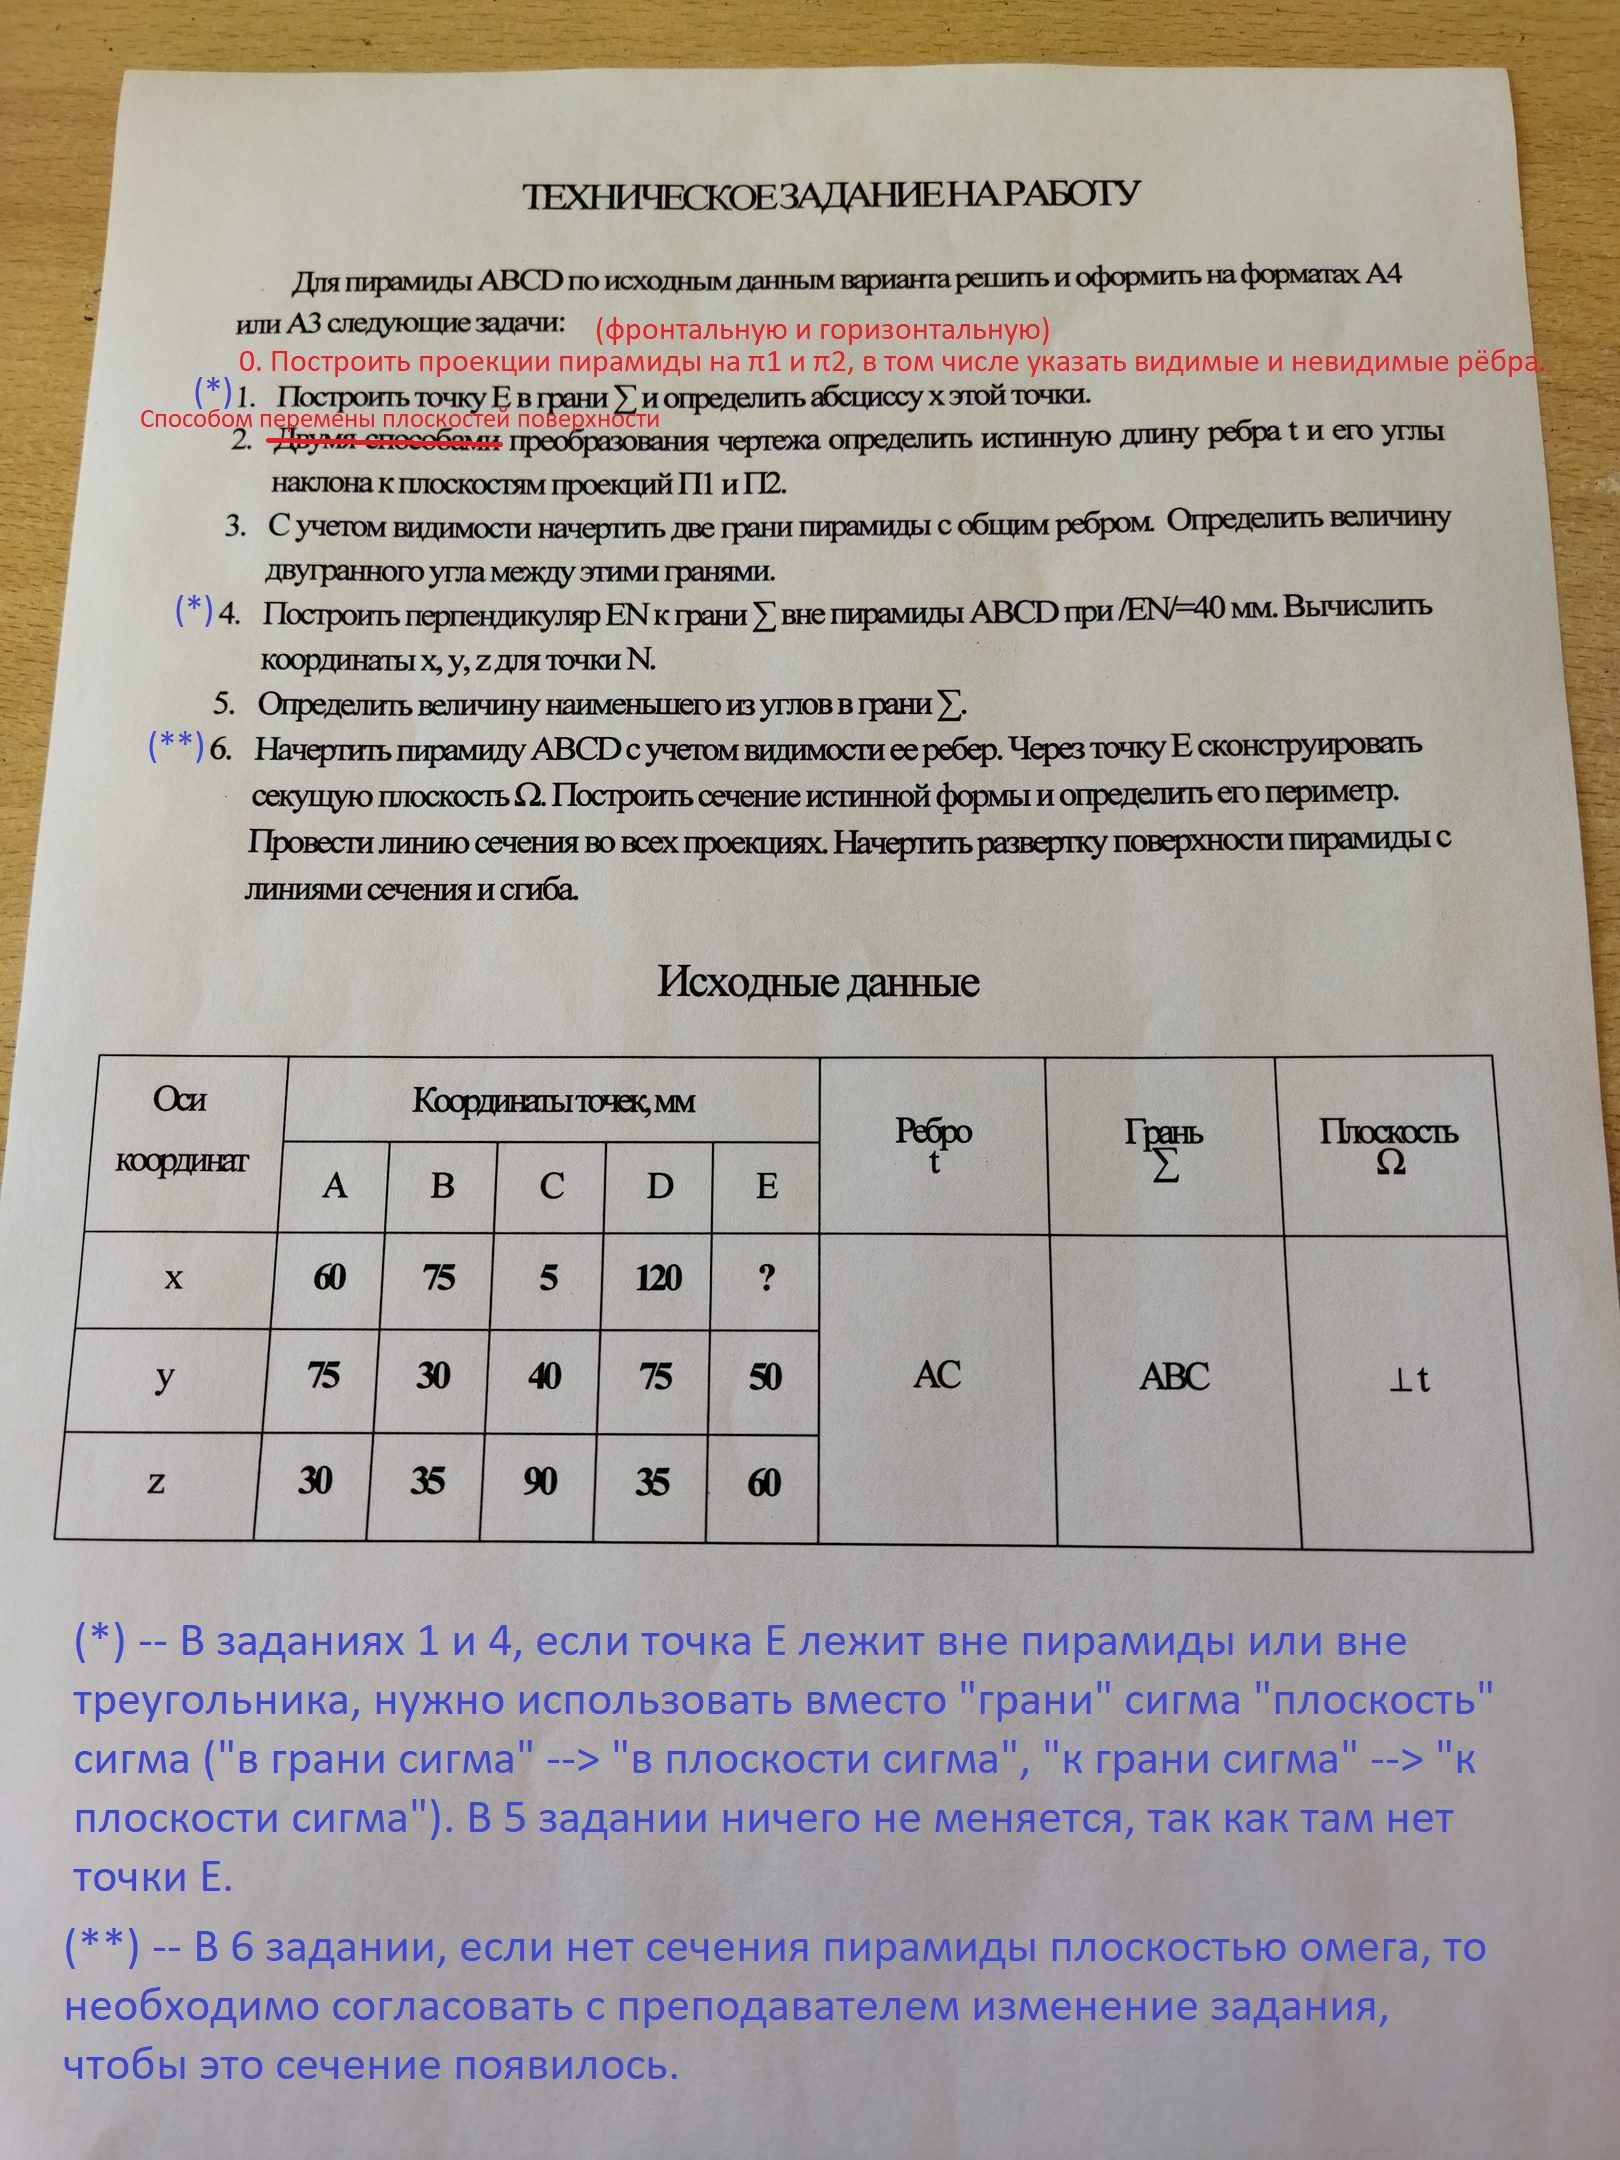 ТЕХНИЧЕСКОЕ ЗАДАНИЕ НА РАБОТУ
Для пирамиды ABCD по исходным данным варианта решить и оформить на форматах А4
или А3 следующие задачи:
(фронтальную и горизонтальную)
0. Построить проекции пирамиды на π1 и π2, в том числе указать видимые и невидимые рёбра.
(*) 1. Построить точку Е в грани ∑ и определить абсциссу х этой точки.
Способом перемены плоскостей поверхности
2. Двумя способами преобразования чертежа определить истинную длину ребра t и его углы
наклона к плоскостям проекций П1 и П2.
3. С учетом видимости начертить две грани пирамиды с общим ребром. Определить величину
двугранного угла между этими гранями.
(*) 4. Построить перпендикуляр EN к грани ∑ вне пирамиды ABCD при /EN/=40 мм. Вычислить
координаты x, y, z для точки N.
5. Определить величину наименьшего из углов в грани ∑.
(**) 6. Начертить пирамиду ABCD с учетом видимости ее ребер. Через точку Е сконструировать
секущую плоскость Ω. Построить сечение истинной формы и определить его периметр.
Провести линию сечения во всех проекциях. Начертить развертку поверхности пирамиды с
линиями сечения и сгиба.
Исходные данные
Оси координат Координаты точек, мм Ребро t Грань ∑ Плоскость Ω
A B C D E
x 60 75 5 120 ?
y 75 30 40 75 50 AC ABC ⊥t
z 30 35 90 35 60
(*) -- В заданиях 1 и 4, если точка Е лежит вне пирамиды или вне
треугольника, нужно использовать вместо "грани" сигма "плоскость"
сигма ("в грани сигма" --> "в плоскости сигма", "к грани сигма" --> "к
плоскости сигма"). В 5 задании ничего не меняется, так как там нет
точки Е.
(**) -- В 6 задании, если нет сечения пирамиды плоскостью омега, то
необходимо согласовать с преподавателем изменение задания,
чтобы это сечение появилось.